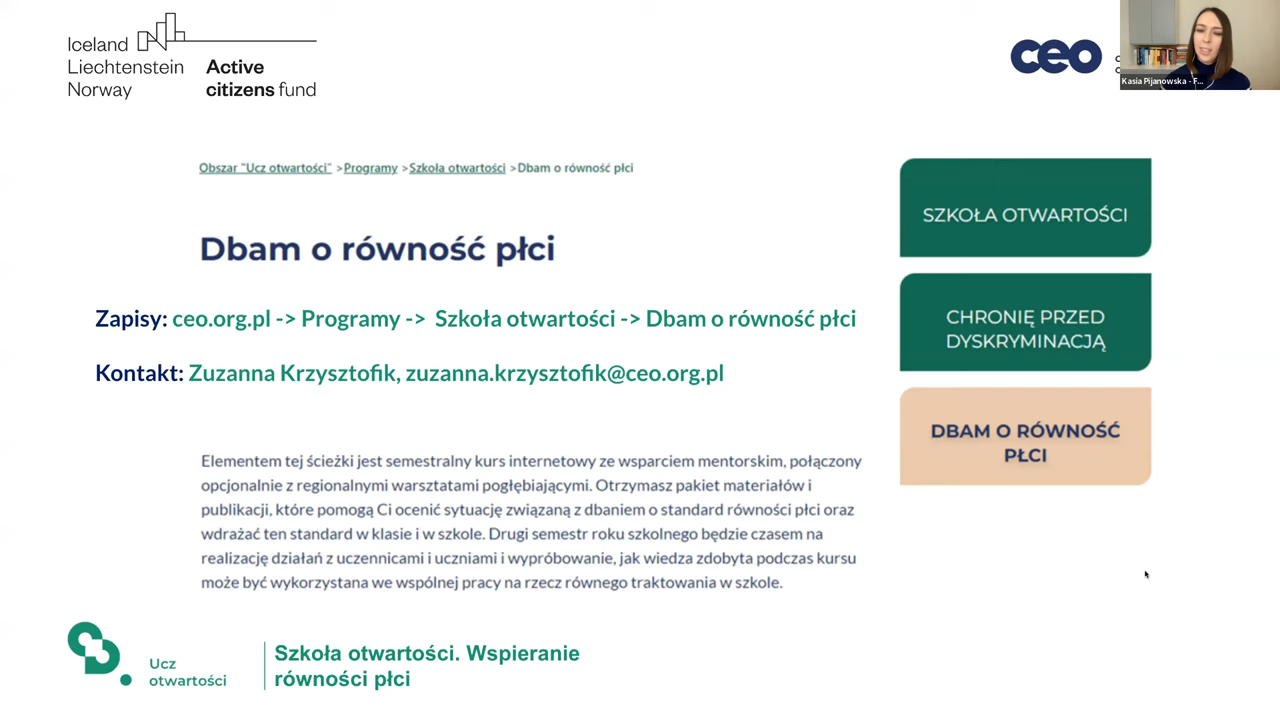 Iceland
Liechtenstein
Norway
Active
citizens fund
ceo
Kasia Pijanowska - F...
Obszar "Ucz otwartości" >Programy >Szkoła otwartości >Dbam o równość płci
Dbam o równość płci
Zapisy: ceo.org.pl -> Programy -> Szkoła otwartości -> Dbam o równość płci
Kontakt: Zuzanna Krzysztofik, zuzanna.krzysztofik@ceo.org.pl
Elementem tej ścieżki jest semestralny kurs internetowy ze wsparciem mentorskim, połączony
opcjonalnie z regionalnymi warsztatami pogłębiającymi. Otrzymasz pakiet materiałów i
publikacji, które pomogą Ci ocenić sytuację związaną z dbaniem o standard równości płci oraz
wdrażać ten standard w klasie i w szkole. Drugi semestr roku szkolnego będzie czasem na
realizację działań z uczennicami i uczniami i wypróbowanie, jak wiedza zdobyta podczas kursu
może być wykorzystana we wspólnej pracy na rzecz równego traktowania w szkole.
SZKOŁA OTWARTOŚCI
CHRONIĘ PRZED
DYSKRYMINACJĄ
DBAM O RÓWNOŚĆ
PŁCI
Ucz
otwartości
Szkoła otwartości. Wspieranie
równości płci